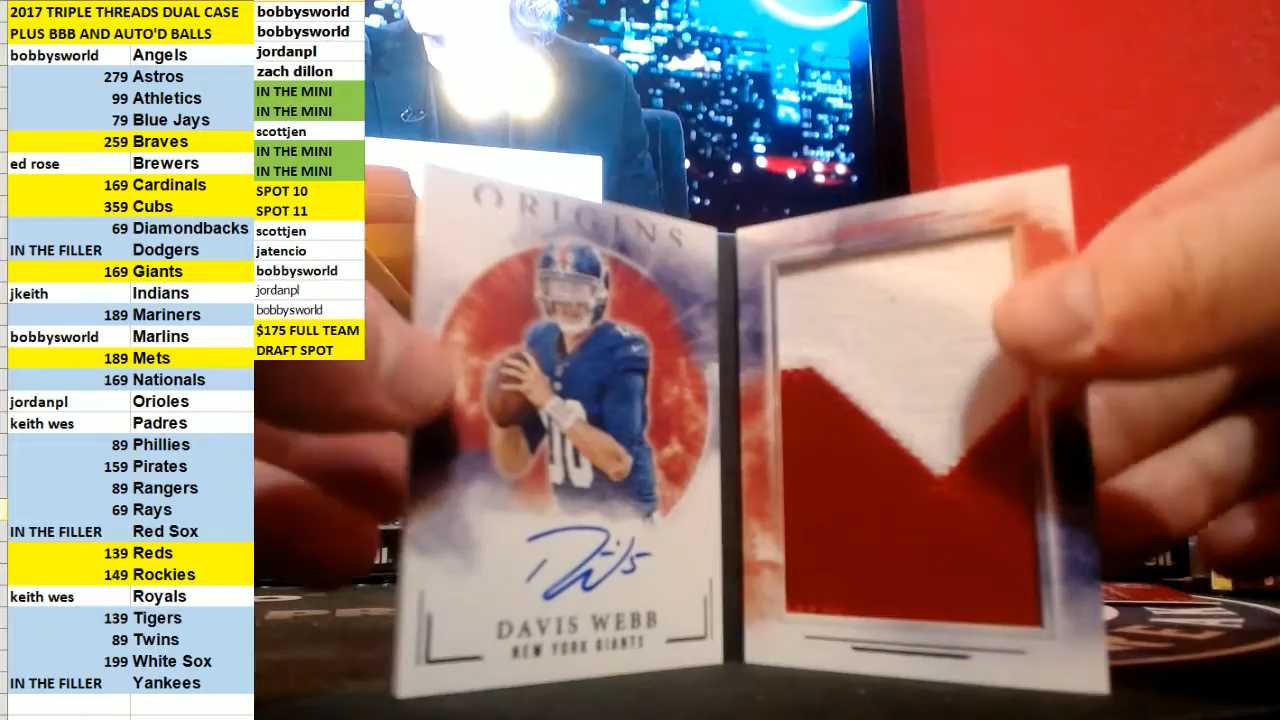 2017 TRIPLE THREADS DUAL CASE
PLUS BBB AND AUTO'D BALLS
bobbysworld Angels
279 Astros
99 Athletics
79 Blue Jays
259 Braves
ed rose Brewers
169 Cardinals
359 Cubs
69 Diamondbacks
IN THE FILLER Dodgers
169 Giants
jkeith Indians
189 Mariners
bobbysworld Marlins
189 Mets
169 Nationals
jordanpl Orioles
keith wes Padres
89 Phillies
159 Pirates
89 Rangers
69 Rays
IN THE FILLER Red Sox
139 Reds
149 Rockies
keith wes Royals
139 Tigers
89 Twins
199 White Sox
IN THE FILLER Yankees
bobbysworld
bobbysworld
jordanpl
zach dillon
IN THE MINI
IN THE MINI
scottjen
IN THE MINI
IN THE MINI
SPOT 10
SPOT 11
scottjen
jatencio
bobbysworld
jordanpl
bobbysworld
$175 FULL TEAM
DRAFT SPOT
ORIGINS
DAVIS WEBB
NEW YORK GIANTS